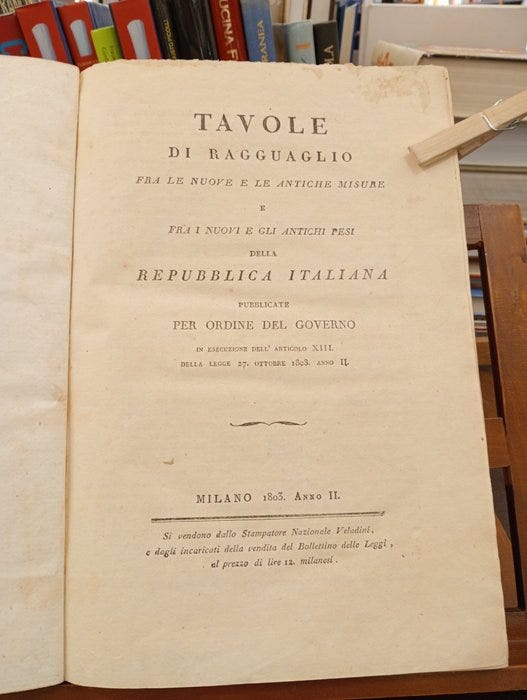 CUCINA
TAVOLE
DI RAGGUAGLIO
FRA LE NUOVE E LE ANTICHE MISURE
E
FRA I NUOVI E GLI ANTICHI PESI
DELLA
REPUBBLICA ITALIANA
PUBBLICATE
PER ORDINE DEL GOVERNO
IN ESECUZIONE DELL' ARTICOLO XIII.
DELLA LEGGE 27. OTTOBRE 1803. ANNO II.
MILANO 1803. ANNO II.
Si vendono dallo Stampatore Nazionale Veladini,
e dagli incaricati della vendita del Bollettino delle Leggi,
al prezzo di lire 12. milanesi.